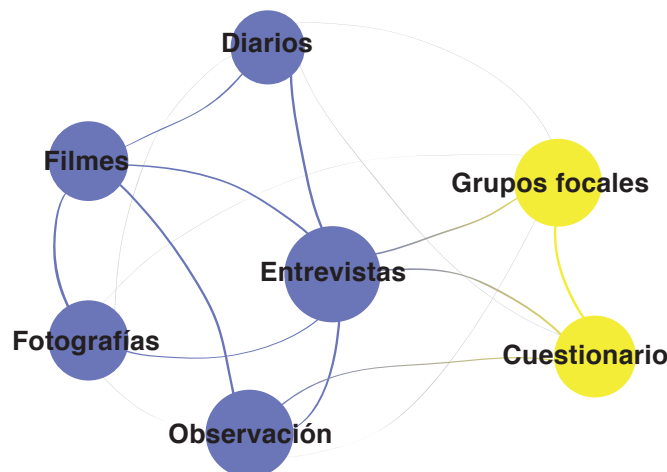 Diarios
Filmes
Grupos focales
Entrevistas
Fotografías
Cuestionario
Observación